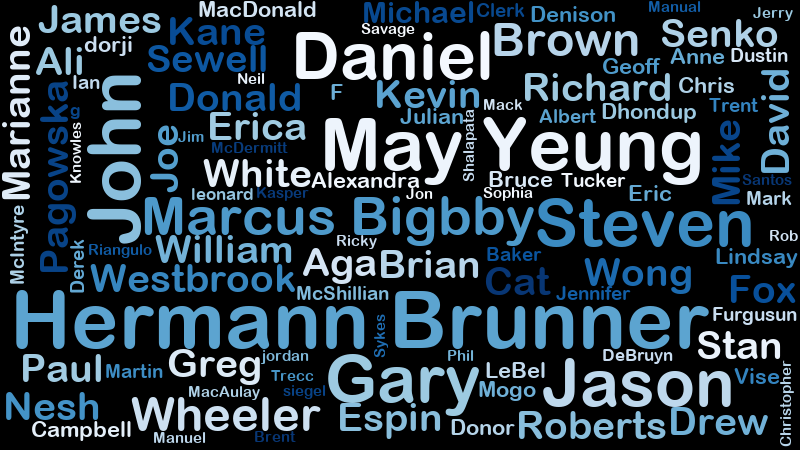 MacDonald
Michael
Clerk
Denison
Manual
Jerry
James
Kane
Savage
Daniel
Brown
Senko
dorji
Ali
Sewell
Marianne
Ian
Neil
Geoff
Anne
Dustin
Donald
F
Kevin
Richard
Chris
John
Pagowska
Knowles
Joe
Jim
Erica
Julian
Mack
Albert
Dhondup
Trent
David
McDermitt
May Yeung
Shalapata
Mike
White
Alexandra
Bruce
Tucker
Santos
leonard
Kasper
Jon
Sophia
Eric
Mark
Marcus Bigbby
Steven
McIntyre
Derek
Riangulo
William
Ricky
Rob
Aga
Brian
Baker
Wong
Lindsay
Westbrook
McShillian
Cat
Jennifer
Fox
Hermann Brunner
Furgusun
Sykes
Stan
Paul
Martin
Greg
jordan
Phil
DeBruyn
Gary
LeBel
Jason
Vise
Christopher
Trecc
siegel
MacAulay
Mogo
Nesh
Wheeler
Espin
Donor
Roberts
Drew
Campbell
Manuel
Brent